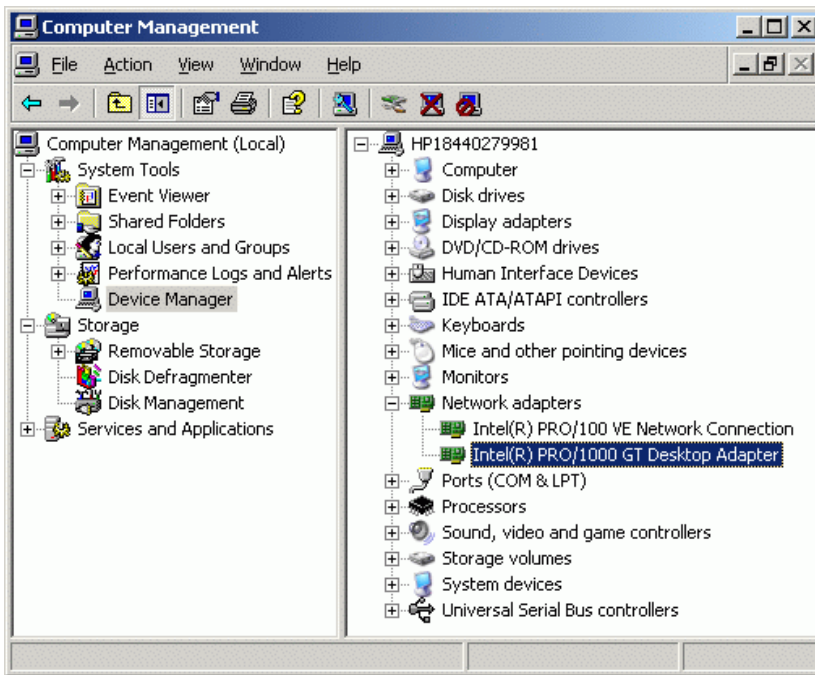 Computer Management
File Action View Window Help
Computer Management (Local)
System Tools
Event Viewer
Shared Folders
Local Users and Groups
Performance Logs and Alerts
Device Manager
Storage
Removable Storage
Disk Defragmenter
Disk Management
Services and Applications
HP18440279981
Computer
Disk drives
Display adapters
DVD/CD-ROM drives
Human Interface Devices
IDE ATA/ATAPI controllers
Keyboards
Mice and other pointing devices
Monitors
Network adapters
Intel(R) PRO/100 VE Network Connection
Intel(R) PRO/1000 GT Desktop Adapter
Ports (COM & LPT)
Processors
Sound, video and game controllers
Storage volumes
System devices
Universal Serial Bus controllers